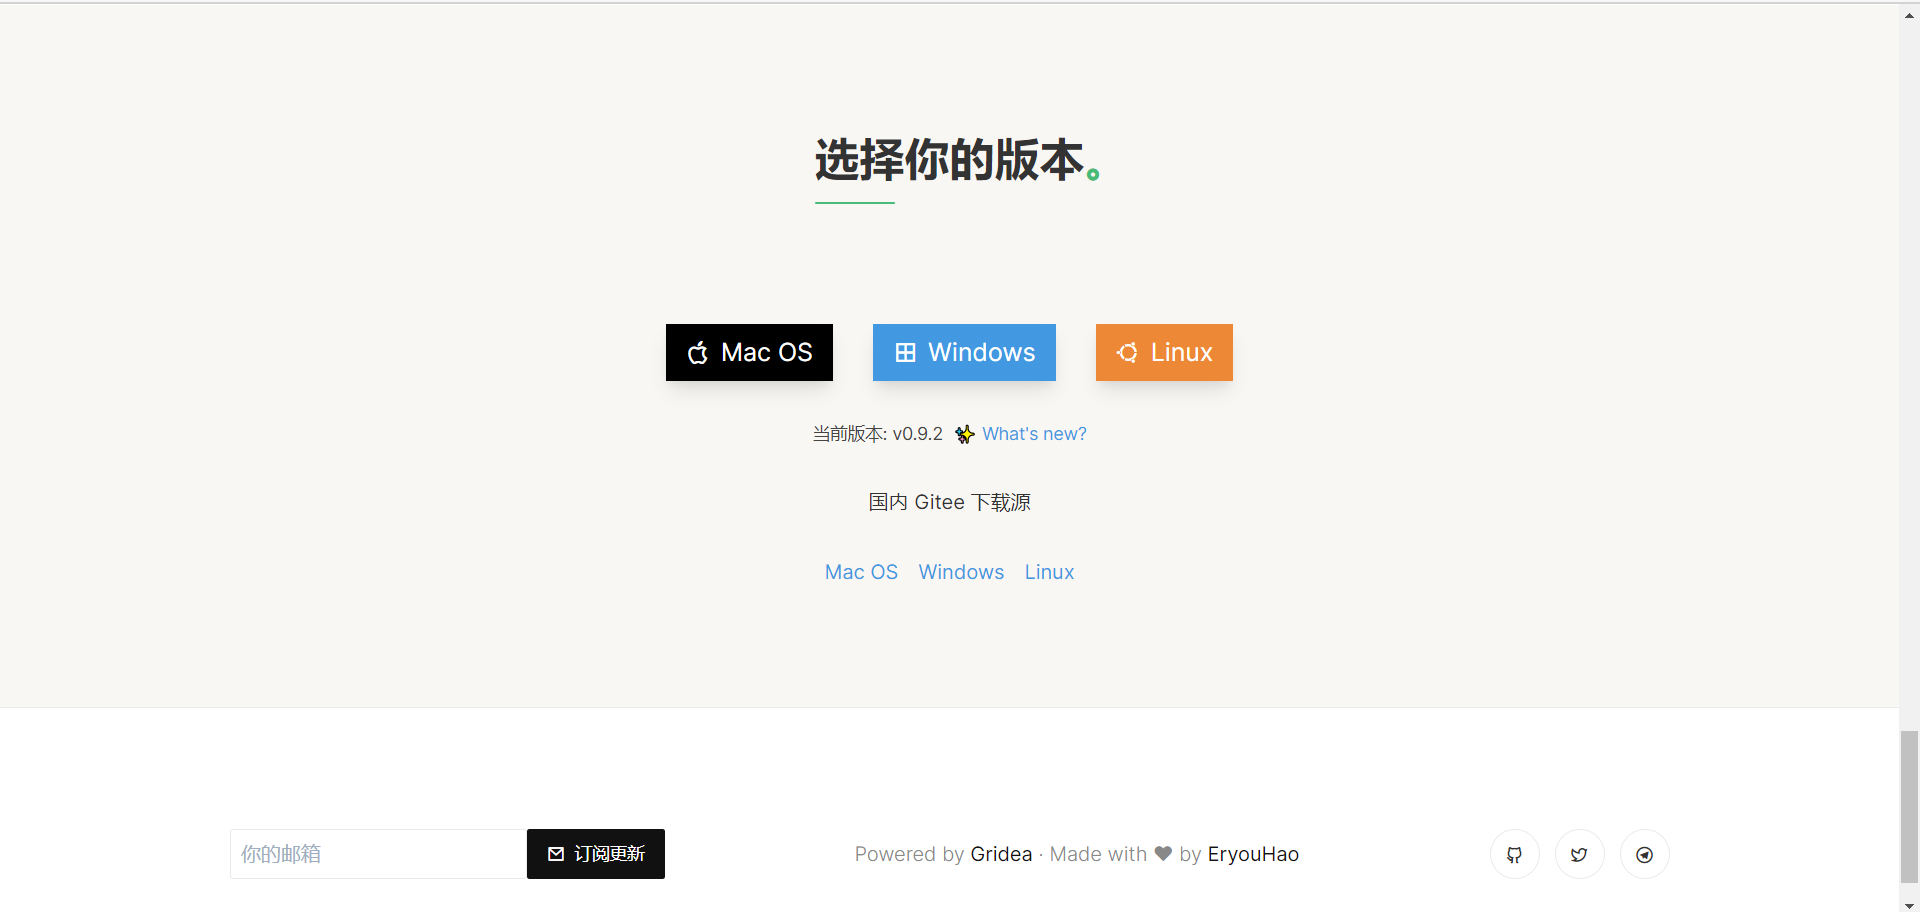 选择你的版本。
Mac OS Windows Linux
当前版本: v0.9.2 ✨ What's new?
国内 Gitee 下载源
Mac OS Windows Linux
你的邮箱 订阅更新 Powered by Gridea · Made with ❤ by EryouHao